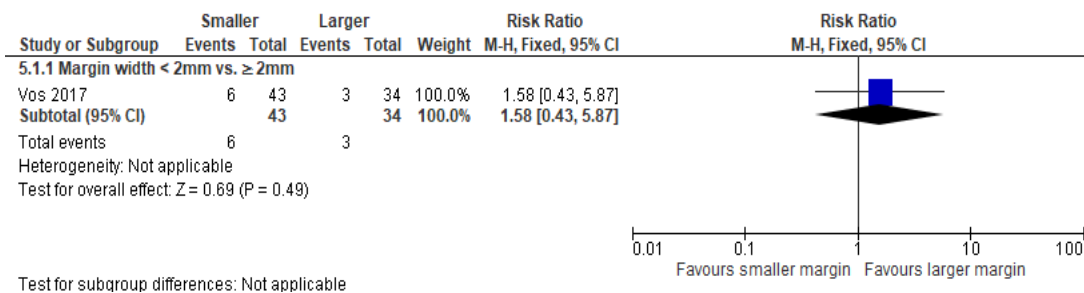 Smaller Larger Risk Ratio Risk Ratio
Study or Subgroup Events Total Events Total Weight M-H, Fixed, 95% CI M-H, Fixed, 95% CI
5.1.1 Margin width < 2mm vs. ≥ 2mm
Vos 2017 6 43 3 34 100.0% 1.58 [0.43, 5.87]
Subtotal (95% CI) 43 34 100.0% 1.58 [0.43, 5.87]
Total events 6 3
Heterogeneity: Not applicable
Test for overall effect: Z = 0.69 (P = 0.49)
0.01 0.1 1 10 100
Favours smaller margin Favours larger margin
Test for subgroup differences: Not applicable